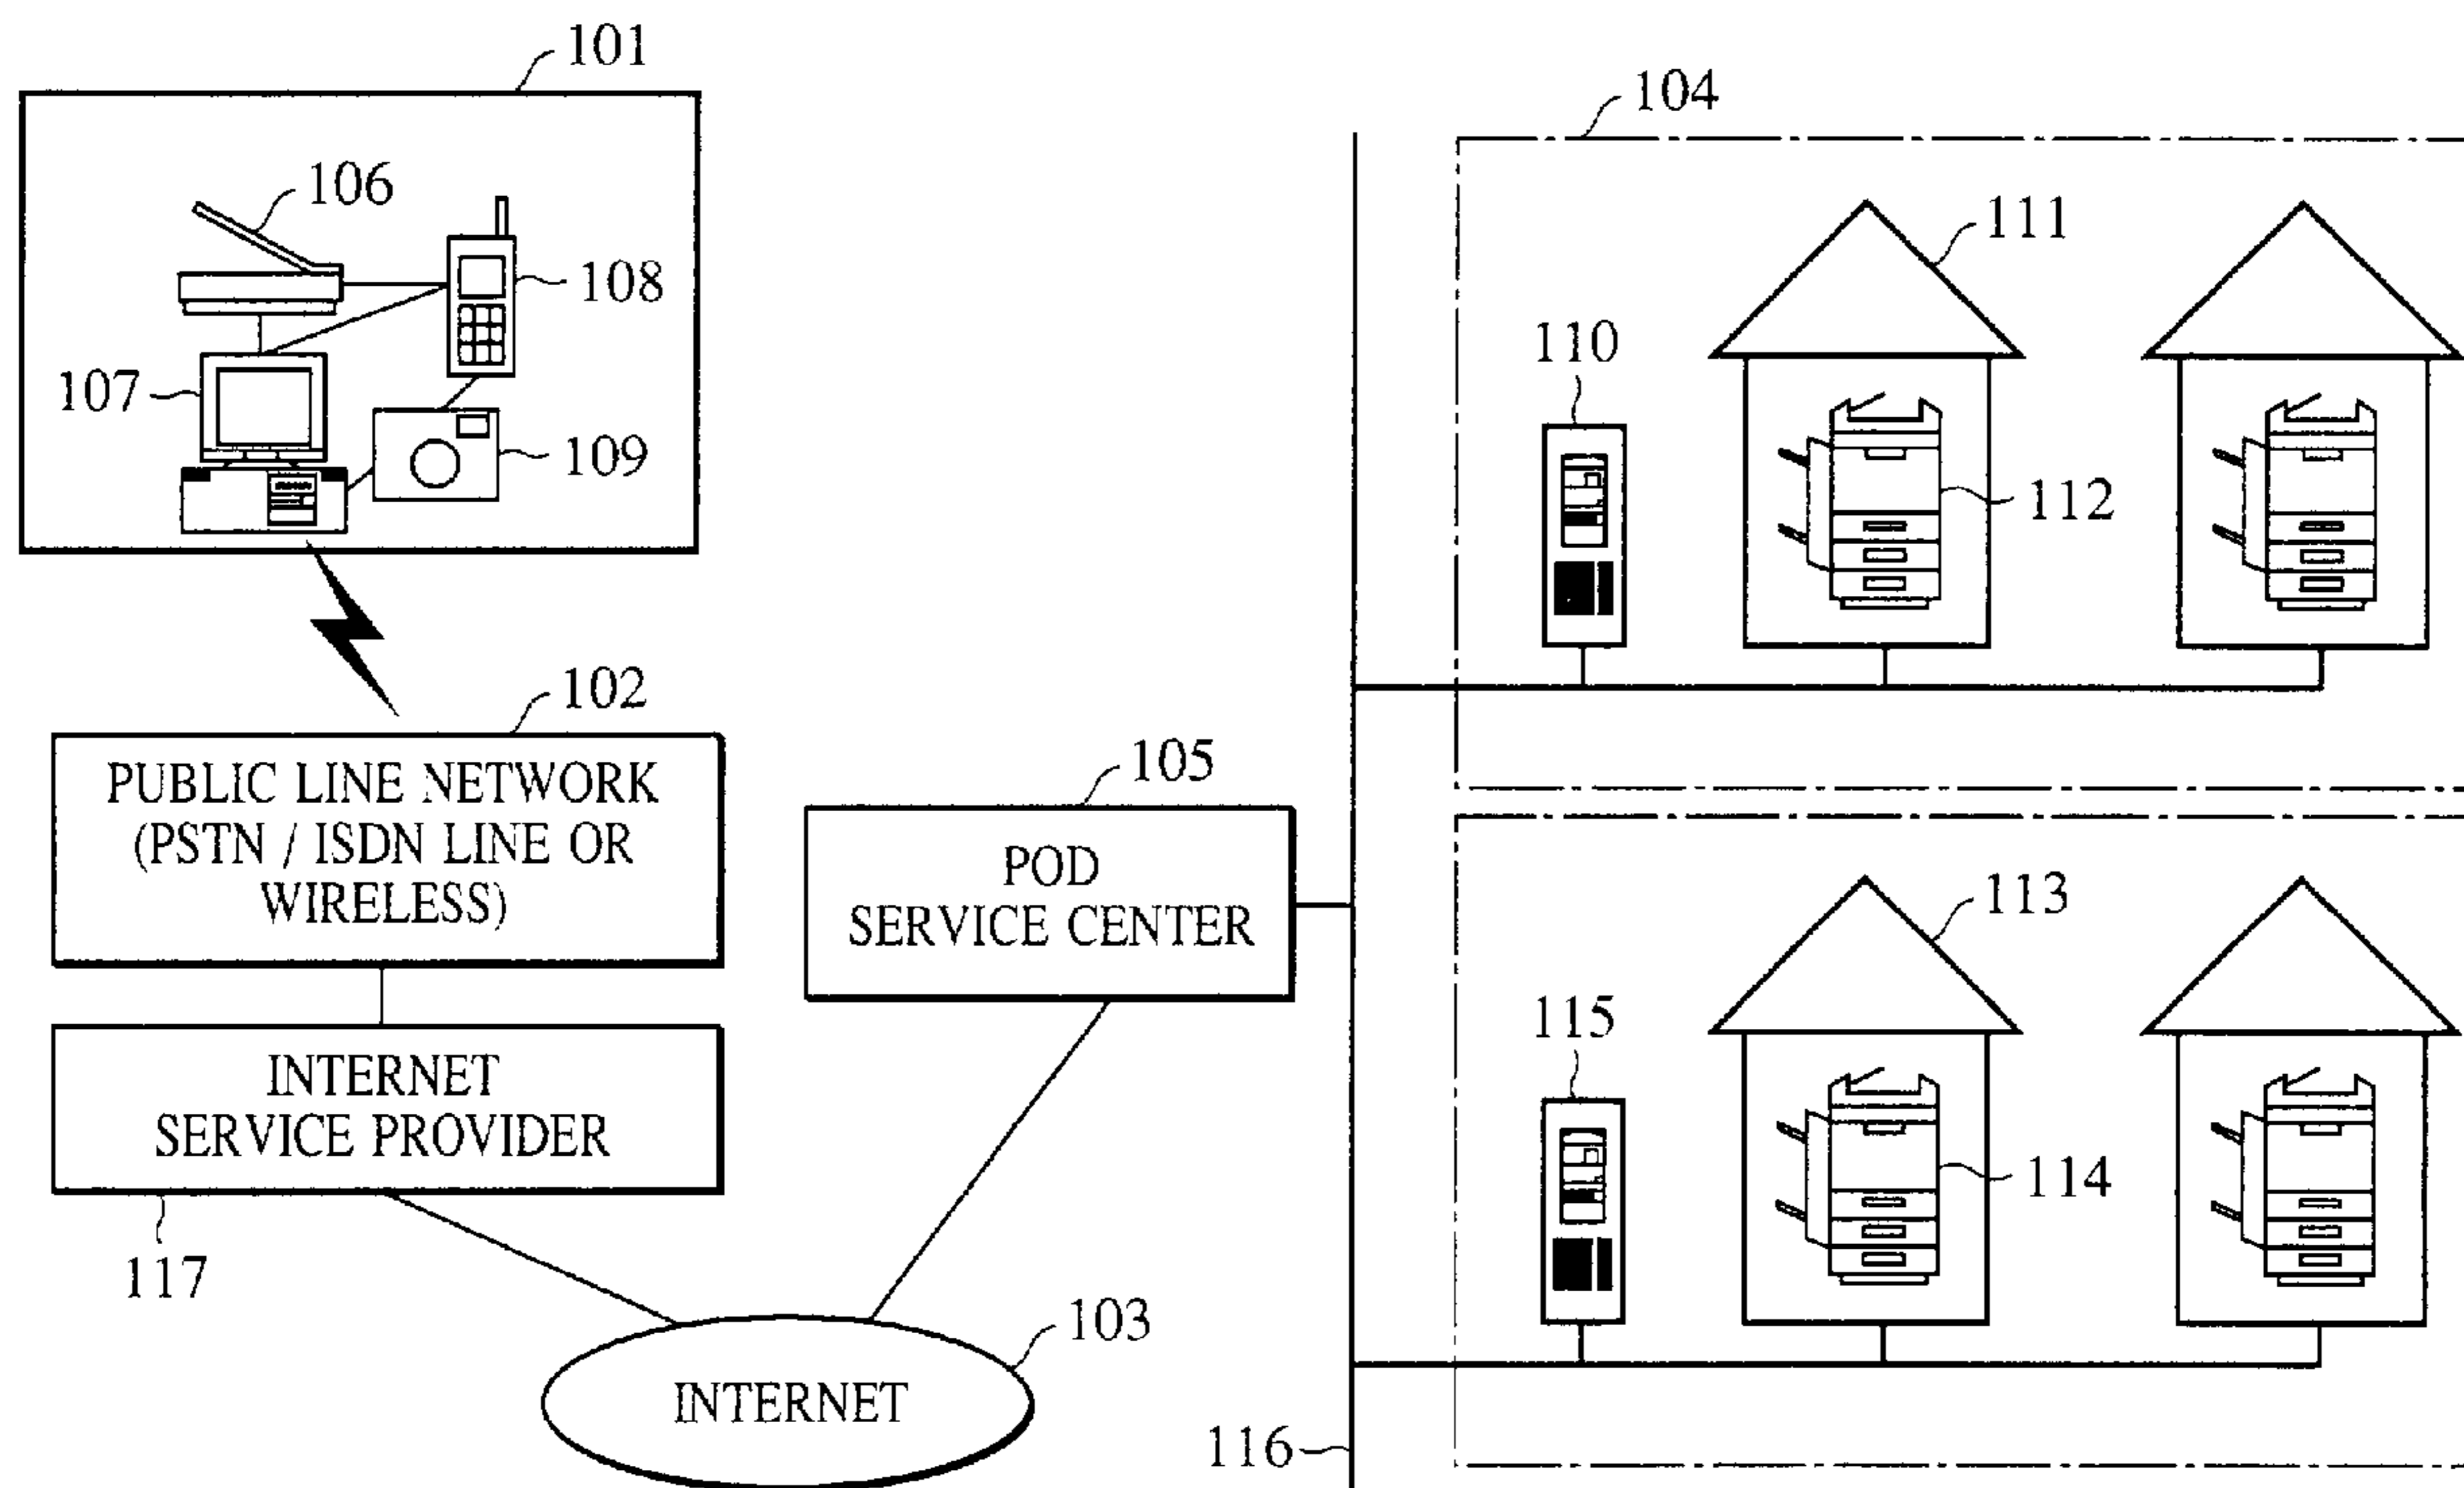 101
106
108
107
109
102
PUBLIC LINE NETWORK
(PSTN / ISDN LINE OR
WIRELESS)
INTERNET
SERVICE PROVIDER
117
105
POD
SERVICE CENTER
103
INTERNET
116
104
110
111
112
113
115
114